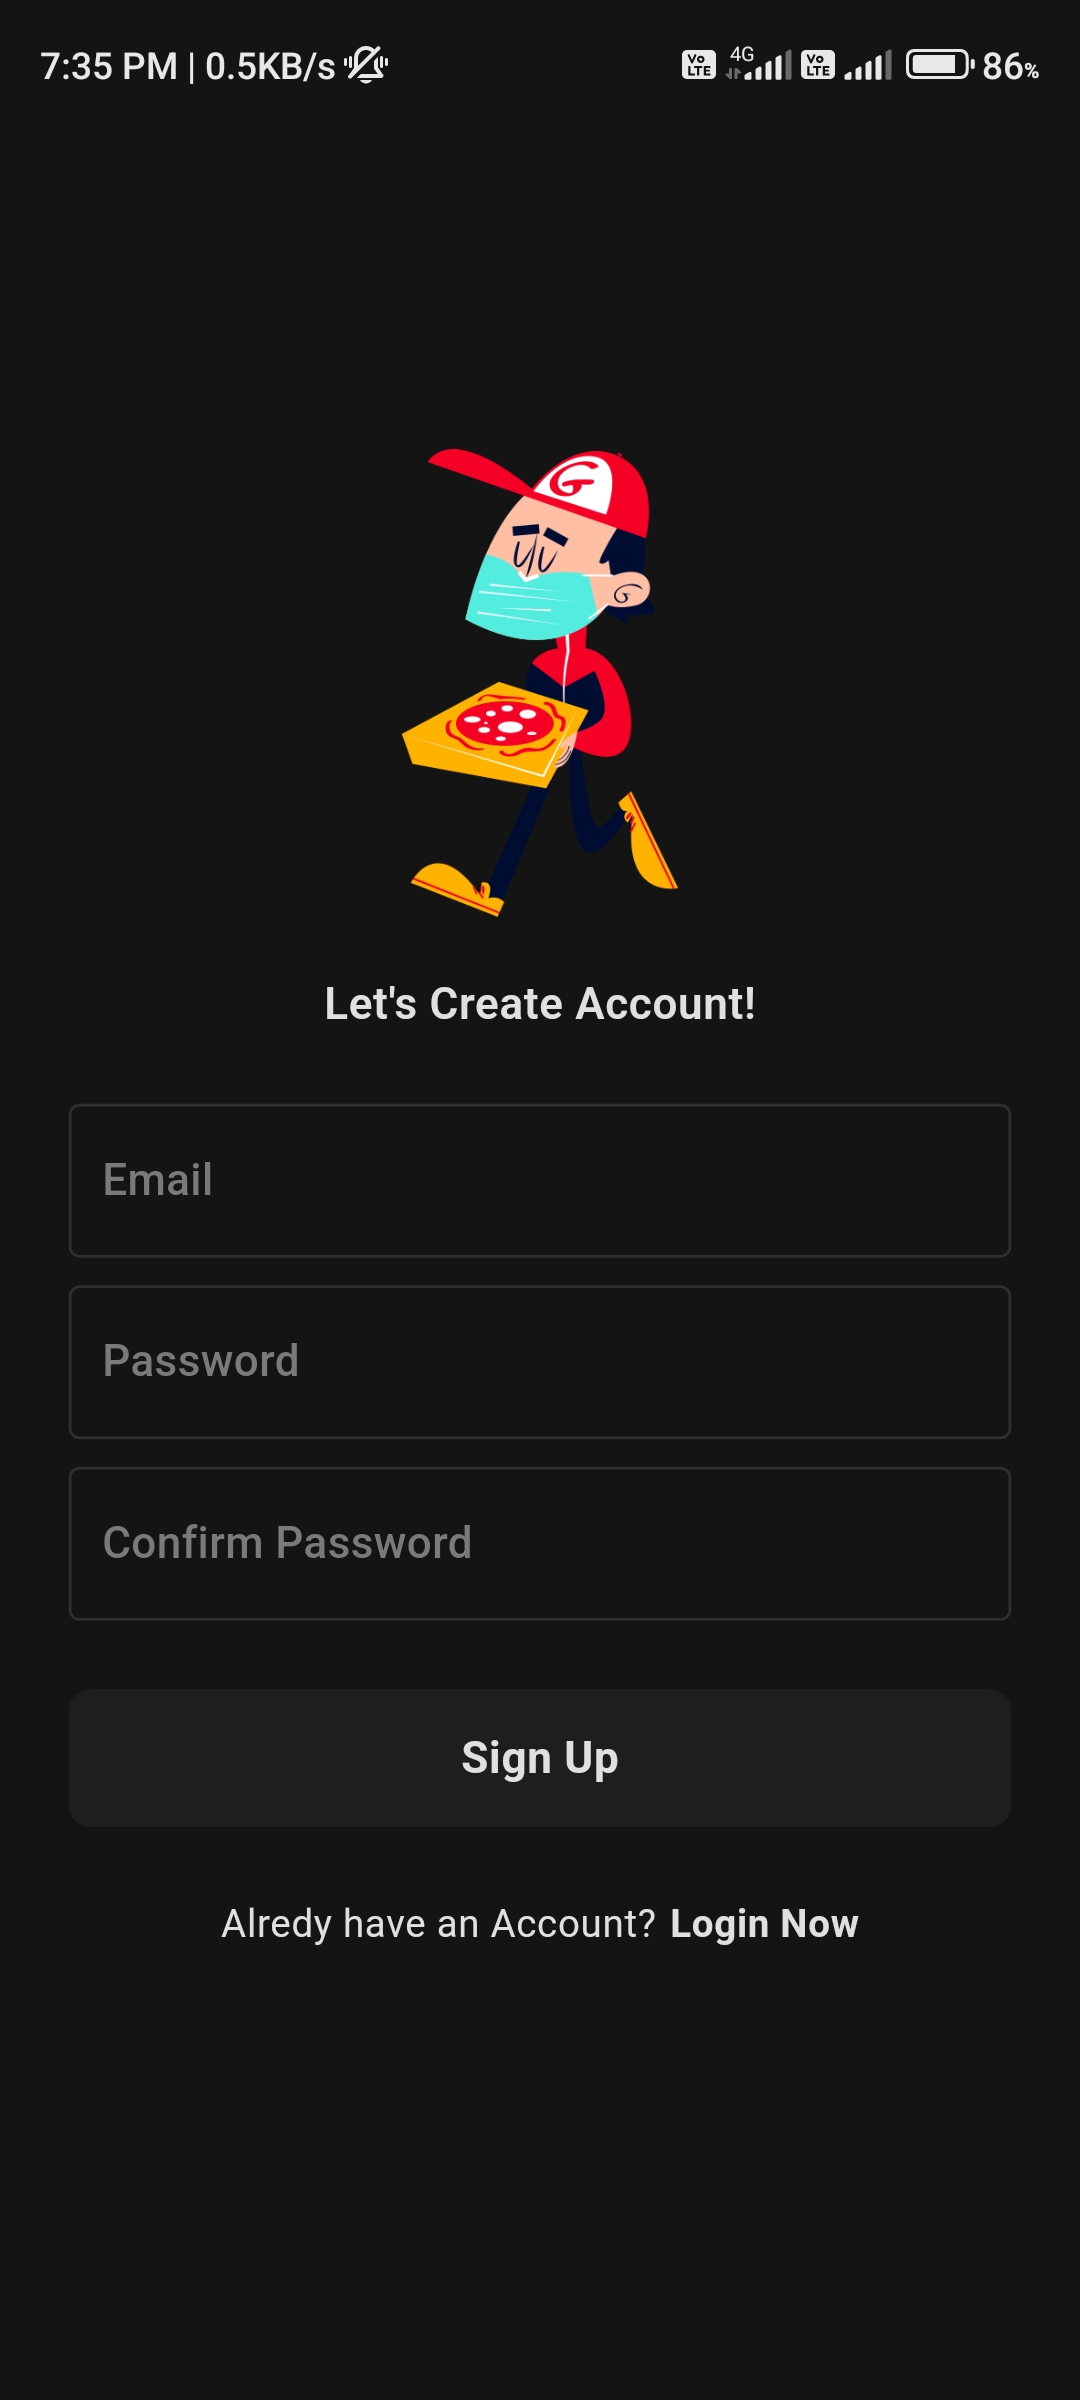 7:35 PM | 0.5KB/s Vo LTE 4G Vo LTE 86%
G
Let's Create Account!
Email
Password
Confirm Password
Sign Up
Alredy have an Account? Login Now